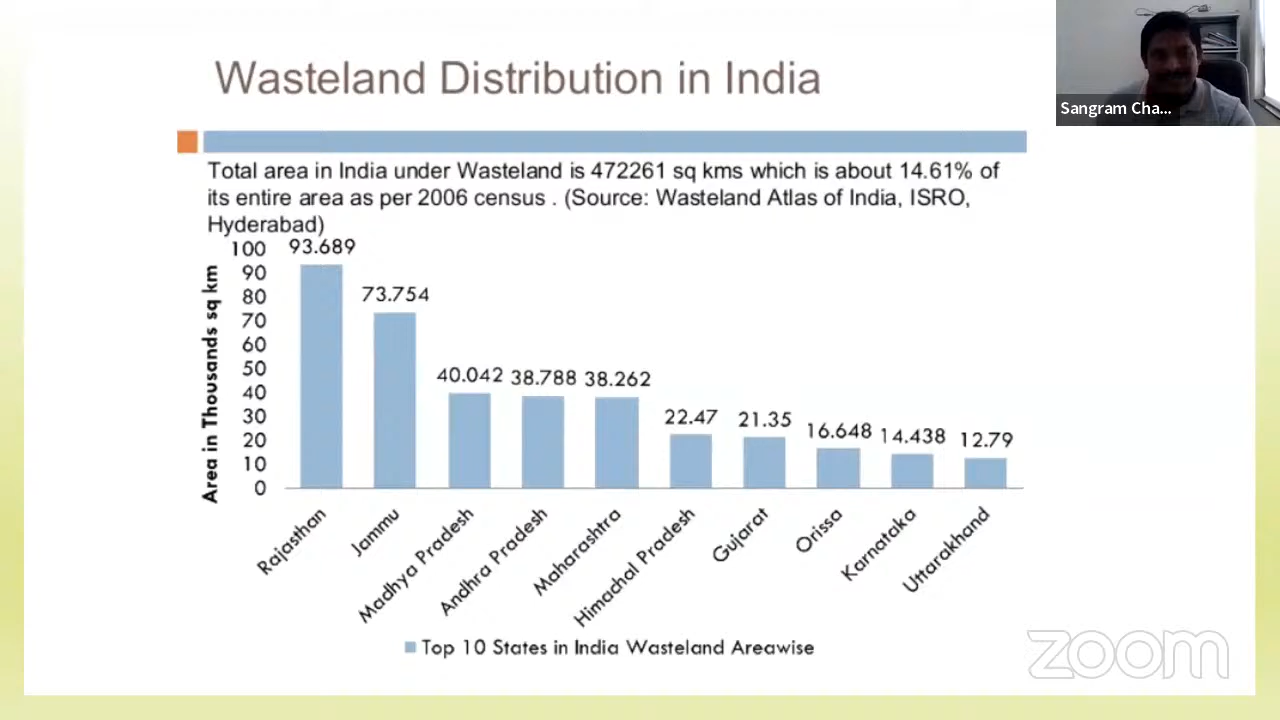 Wasteland Distribution in India
Sangram Cha...
Total area in India under Wasteland is 472261 sq kms which is about 14.61% of
its entire area as per 2006 census . (Source: Wasteland Atlas of India, ISRO,
Hyderabad)
Area in Thousands sq km
100
90
80
70
60
50
40
30
20
10
0
93.689
73.754
40.042
38.788
38.262
22.47
21.35
16.648
14.438
12.79
Rajasthan
Jammu
Madhya Pradesh
Andhra Pradesh
Maharashtra
Himachal Pradesh
Gujarat
Orissa
Karnataka
Uttarakhand
Top 10 States in India Wasteland Areawise
zoom